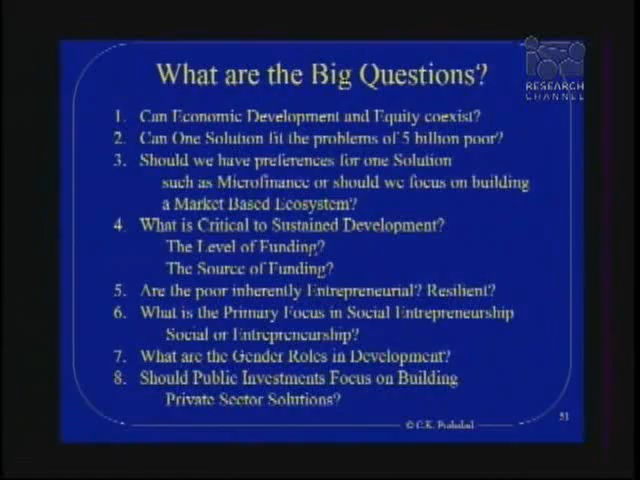 What are the Big Questions?
RESEARCH
CHANNEL
1. Can Economic Development and Equity coexist?
2. Can One Solution fit the problems of 5 billion poor?
3. Should we have preferences for one Solution
such as Microfinance or should we focus on building
a Market Based Ecosystem?
4. What is Critical to Sustained Development?
The Level of Funding?
The Source of Funding?
5. Are the poor inherently Entrepreneurial? Resilient?
6. What is the Primary Focus in Social Entrepreneurship
Social or Entrepreneurship?
7. What are the Gender Roles in Development?
8. Should Public Investments Focus on Building
Private Sector Solutions?
© C.K. Prahalad